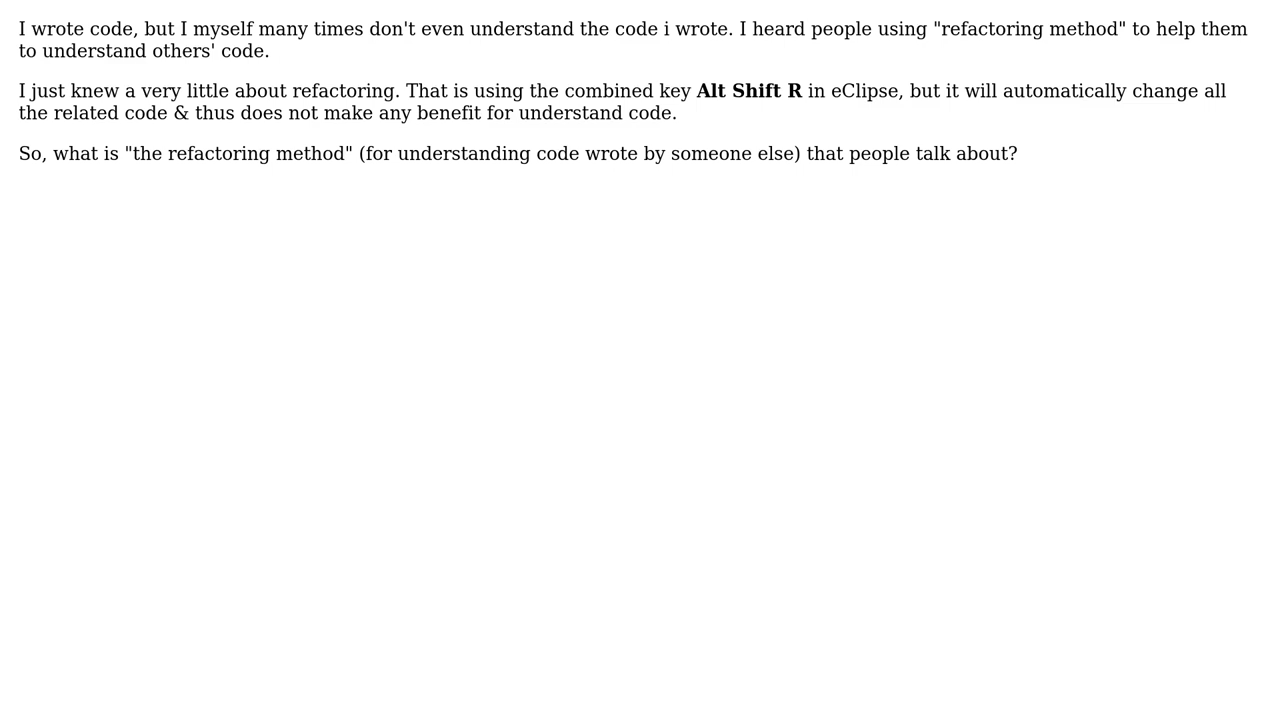 I wrote code, but I myself many times don't even understand the code i wrote. I heard people using "refactoring method" to help them
to understand others' code.
I just knew a very little about refactoring. That is using the combined key Alt Shift R in eClipse, but it will automatically change all
the related code & thus does not make any benefit for understand code.
So, what is "the refactoring method" (for understanding code wrote by someone else) that people talk about?